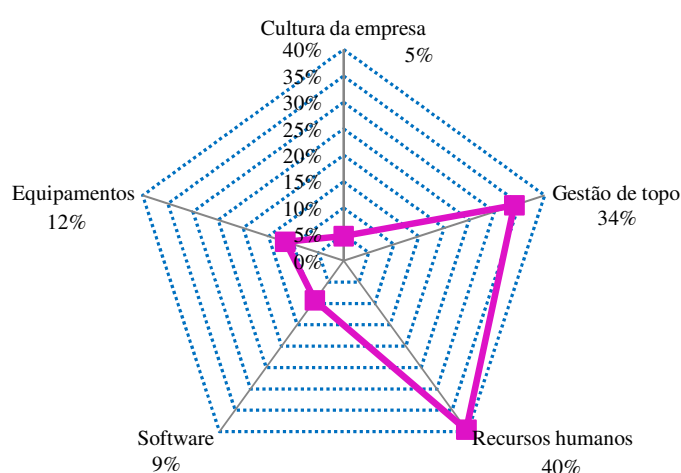 Cultura da empresa
5%
40%
35%
30%
25%
20%
15%
10%
5%
0%
Gestão de topo
34%
Recursos humanos
40%
Software
9%
Equipamentos
12%